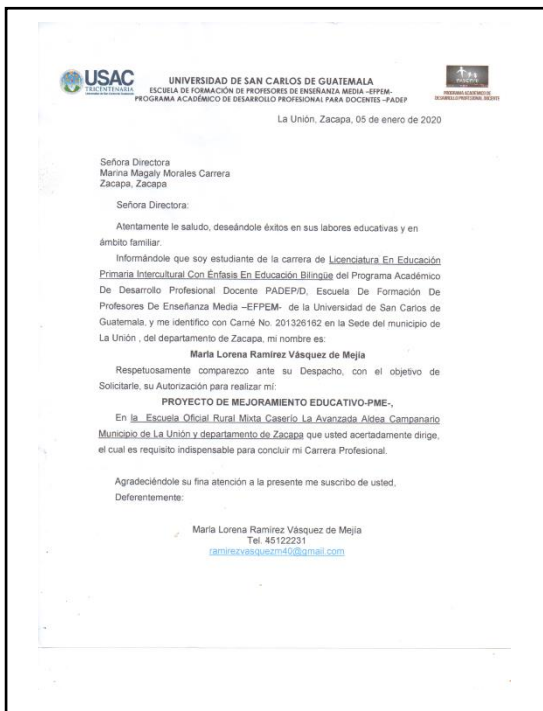 USAC
TRICENTENARIA
UNIVERSIDAD DE SAN CARLOS DE GUATEMALA
ESCUELA DE FORMACIÓN DE PROFESORES DE ENSEÑANZA MEDIA –EFPEM-
PROGRAMA ACADÉMICO DE DESARROLLO PROFESIONAL PARA DOCENTES –PADEP
PROGRAMA ACADÉMICO DE
DESARROLLO PROFESIONAL DOCENTE
La Unión, Zacapa, 05 de enero de 2020
Señora Directora
Marina Magaly Morales Carrera
Zacapa, Zacapa
Señora Directora:
Atentamente le saludo, deseándole éxitos en sus labores educativas y en
ámbito familiar.
Informándole que soy estudiante de la carrera de Licenciatura En Educación
Primaria Intercultural Con Énfasis En Educación Bilingüe del Programa Académico
De Desarrollo Profesional Docente PADEP/D, Escuela De Formación De
Profesores De Enseñanza Media –EFPEM- de la Universidad de San Carlos de
Guatemala, y me identifico con Carné No. 201326162 en la Sede del municipio de
La Unión , del departamento de Zacapa, mi nombre es:
Marla Lorena Ramírez Vásquez de Mejía
Respetuosamente comparezco ante su Despacho, con el objetivo de
Solicitarle, su Autorización para realizar mí:
PROYECTO DE MEJORAMIENTO EDUCATIVO-PME-,
En la Escuela Oficial Rural Mixta Caserío La Avanzada Aldea Campanario
Municipio de La Unión y departamento de Zacapa que usted acertadamente dirige,
el cual es requisito indispensable para concluir mi Carrera Profesional.
Agradeciéndole su fina atención a la presente me suscribo de usted,
Deferentemente:
Marla Lorena Ramírez Vásquez de Mejía
Tel. 45122231
ramirezvasquezm40@gmail.com